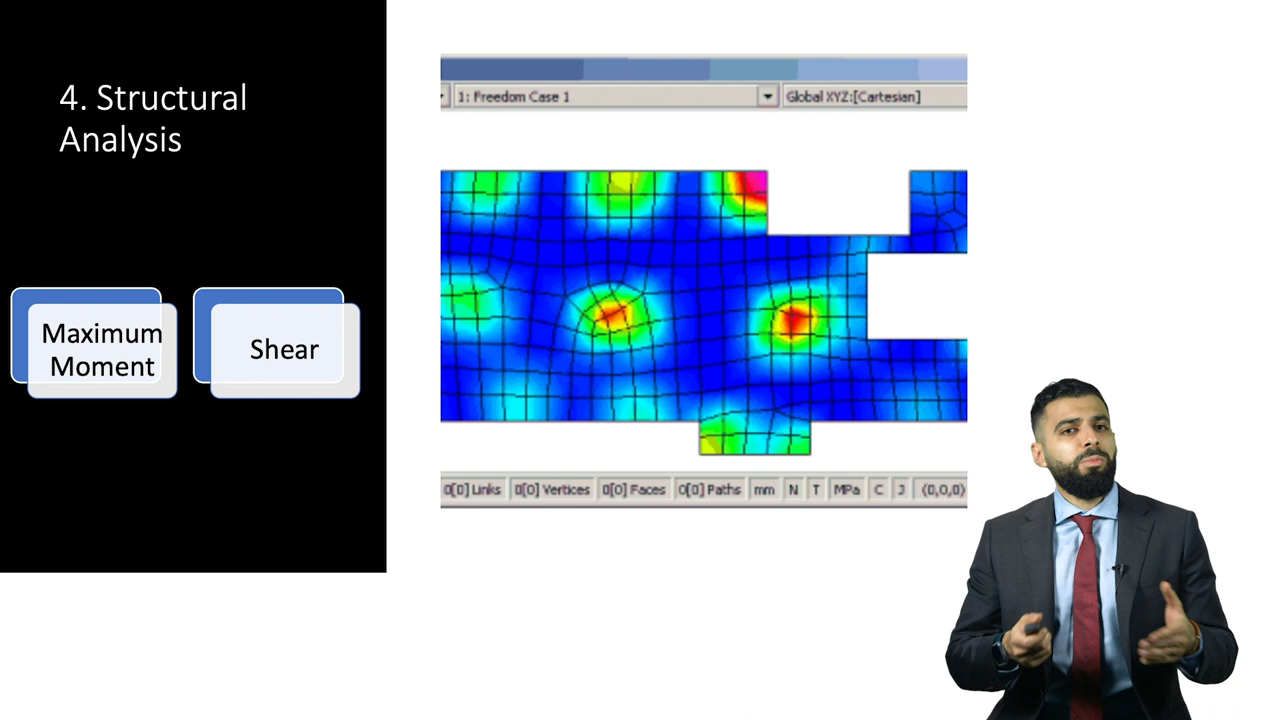 4. Structural
Analysis
Maximum
Moment
Shear
1: Freedom Case 1
Global XYZ:[Cartesian]
0[0] Links 0[0] Vertices 0[0] Faces 0[0] Paths mm N T MPa C J (0,0,0)